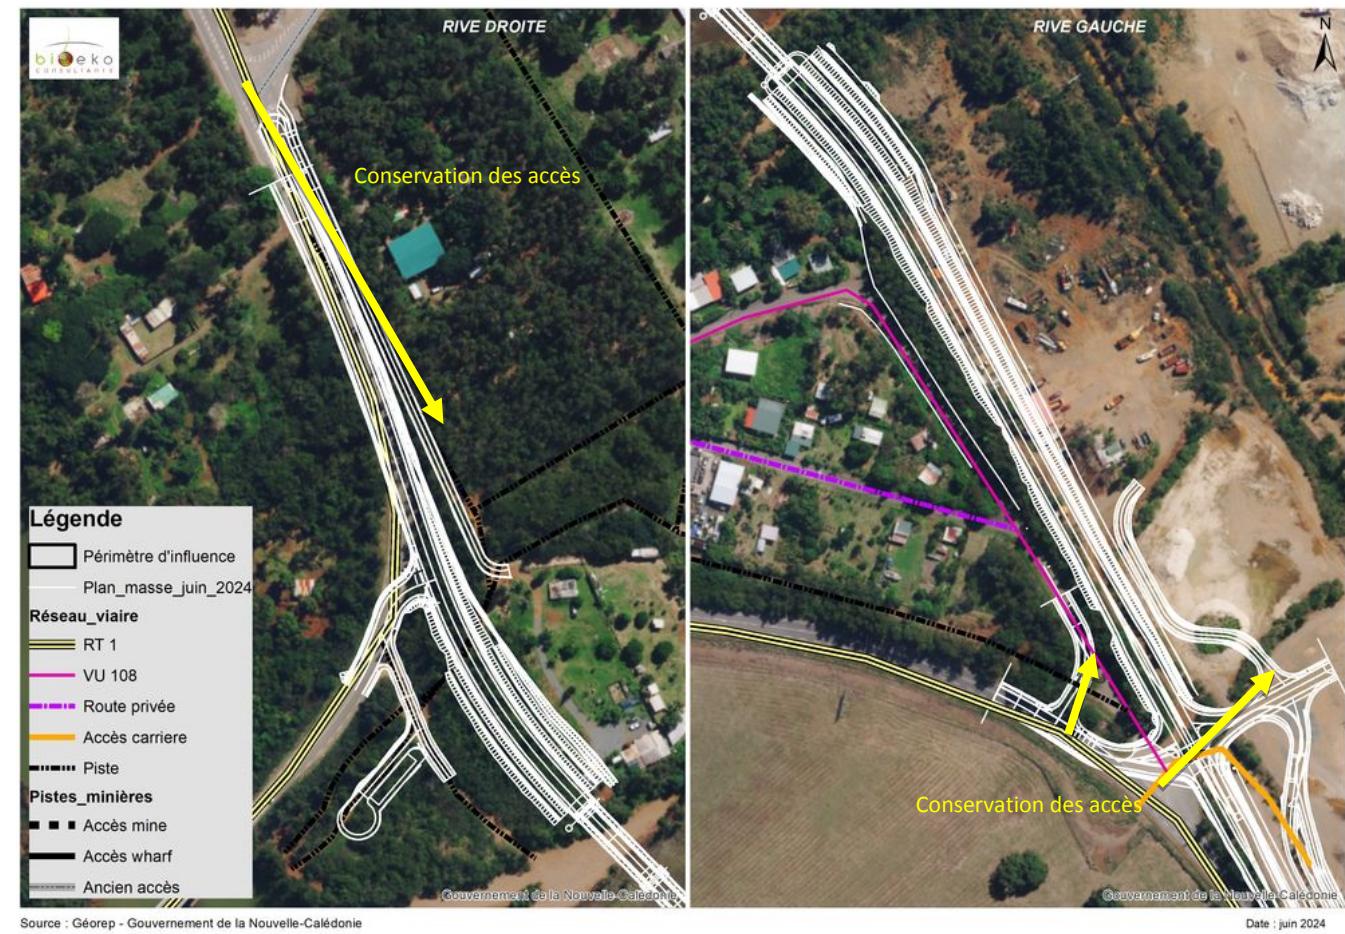 bioeko
CONSULTANTS
RIVE DROITE
Conservation des accès
RIVE GAUCHE
N
Conservation des accès
Légende
Périmètre d'influence
Plan_masse_juin_2024
Réseau_viaire
RT 1
VU 108
Route privée
Accès carriere
Piste
Pistes_minières
Accès mine
Accès wharf
Ancien accès
Gouvernement de la Nouvelle-Calédonie
Gouvernement de la Nouvelle-Calédonie
Source : Géorep - Gouvernement de la Nouvelle-Calédonie
Date : juin 2024